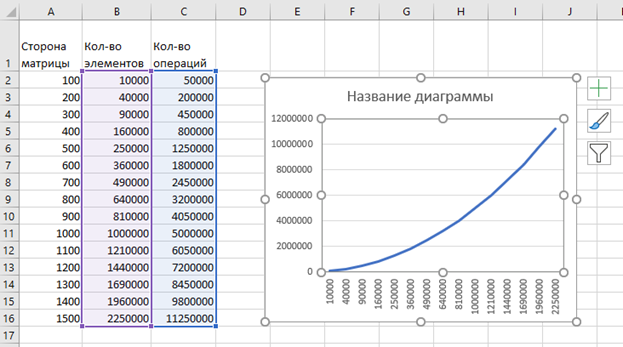 A B C D E F G H I J
1 Сторона матрицы Кол-во элементов Кол-во операций
2 100 10000 50000
3 200 40000 200000
4 300 90000 450000
5 400 160000 800000
6 500 250000 1250000
7 600 360000 1800000
8 700 490000 2450000
9 800 640000 3200000
10 900 810000 4050000
11 1000 1000000 5000000
12 1100 1210000 6050000
13 1200 1440000 7200000
14 1300 1690000 8450000
15 1400 1960000 9800000
16 1500 2250000 11250000
17
Название диаграммы
12000000
10000000
8000000
6000000
4000000
2000000
0
10000 40000 90000 160000 250000 360000 490000 640000 810000 1000000 1210000 1440000 1690000 1960000 2250000